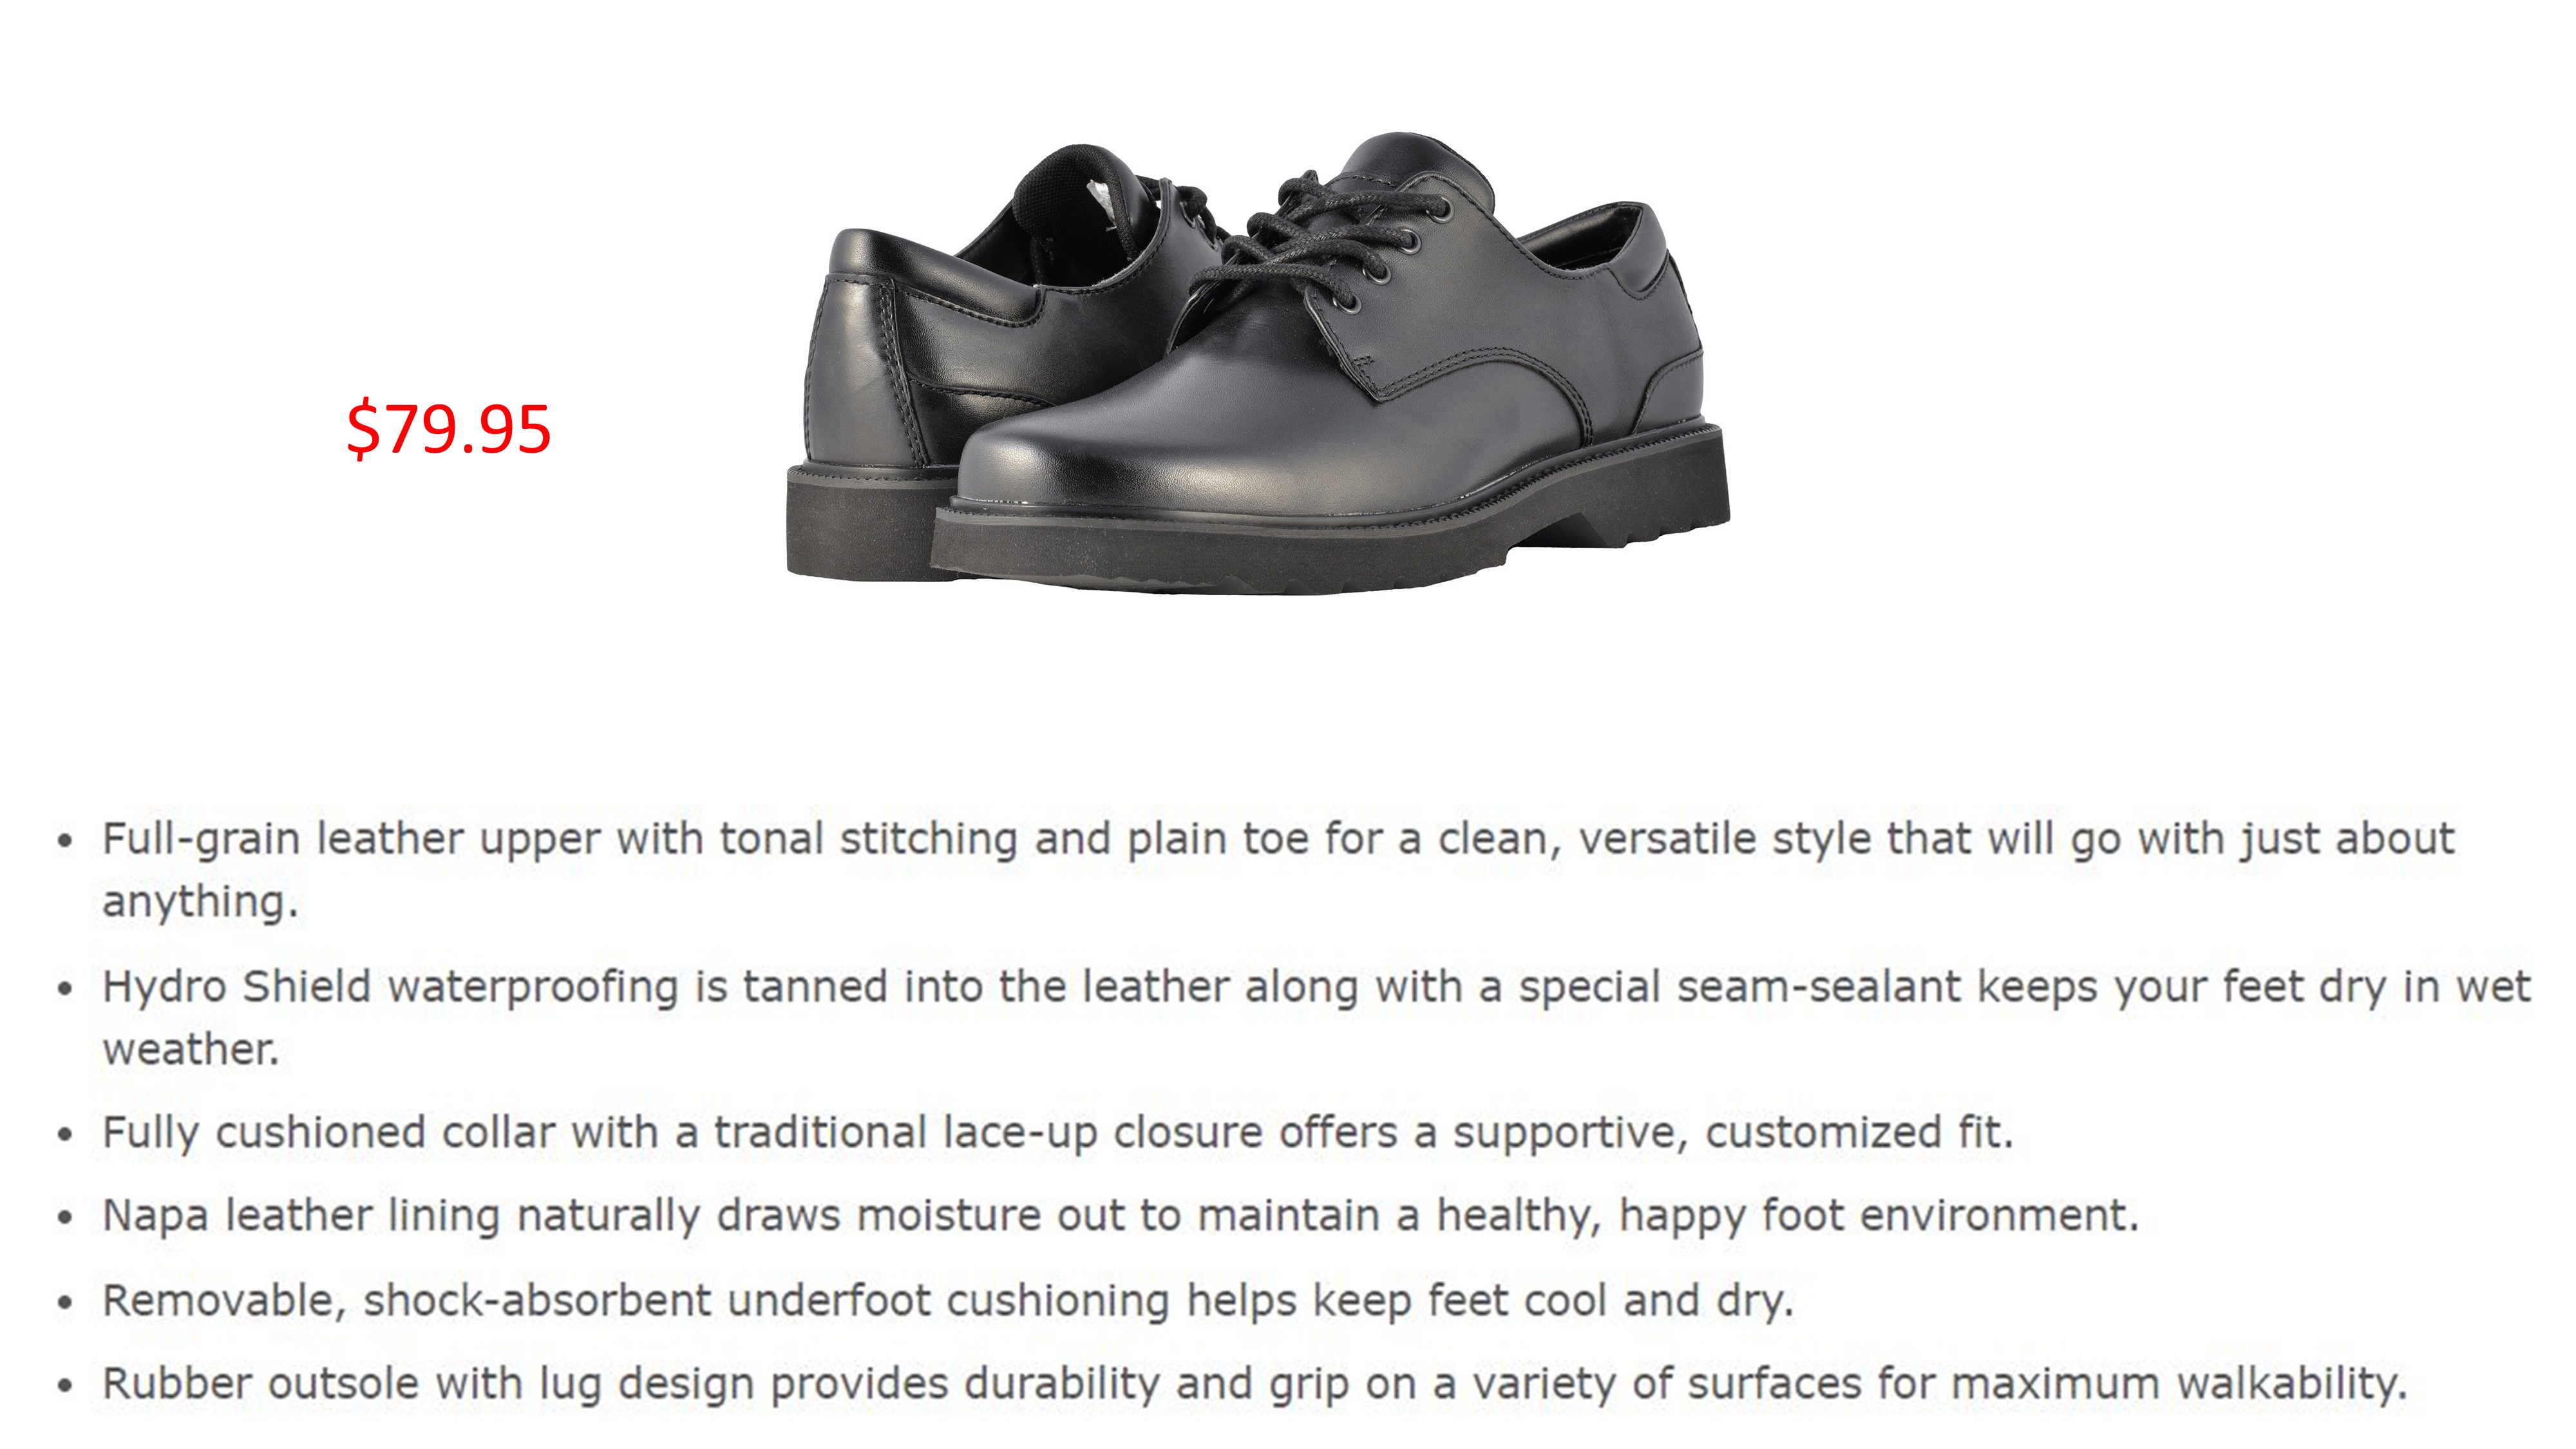 $79.95
• Full-grain leather upper with tonal stitching and plain toe for a clean, versatile style that will go with just about
anything.
• Hydro Shield waterproofing is tanned into the leather along with a special seam-sealant keeps your feet dry in wet
weather.
• Fully cushioned collar with a traditional lace-up closure offers a supportive, customized fit.
• Napa leather lining naturally draws moisture out to maintain a healthy, happy foot environment.
• Removable, shock-absorbent underfoot cushioning helps keep feet cool and dry.
• Rubber outsole with lug design provides durability and grip on a variety of surfaces for maximum walkability.